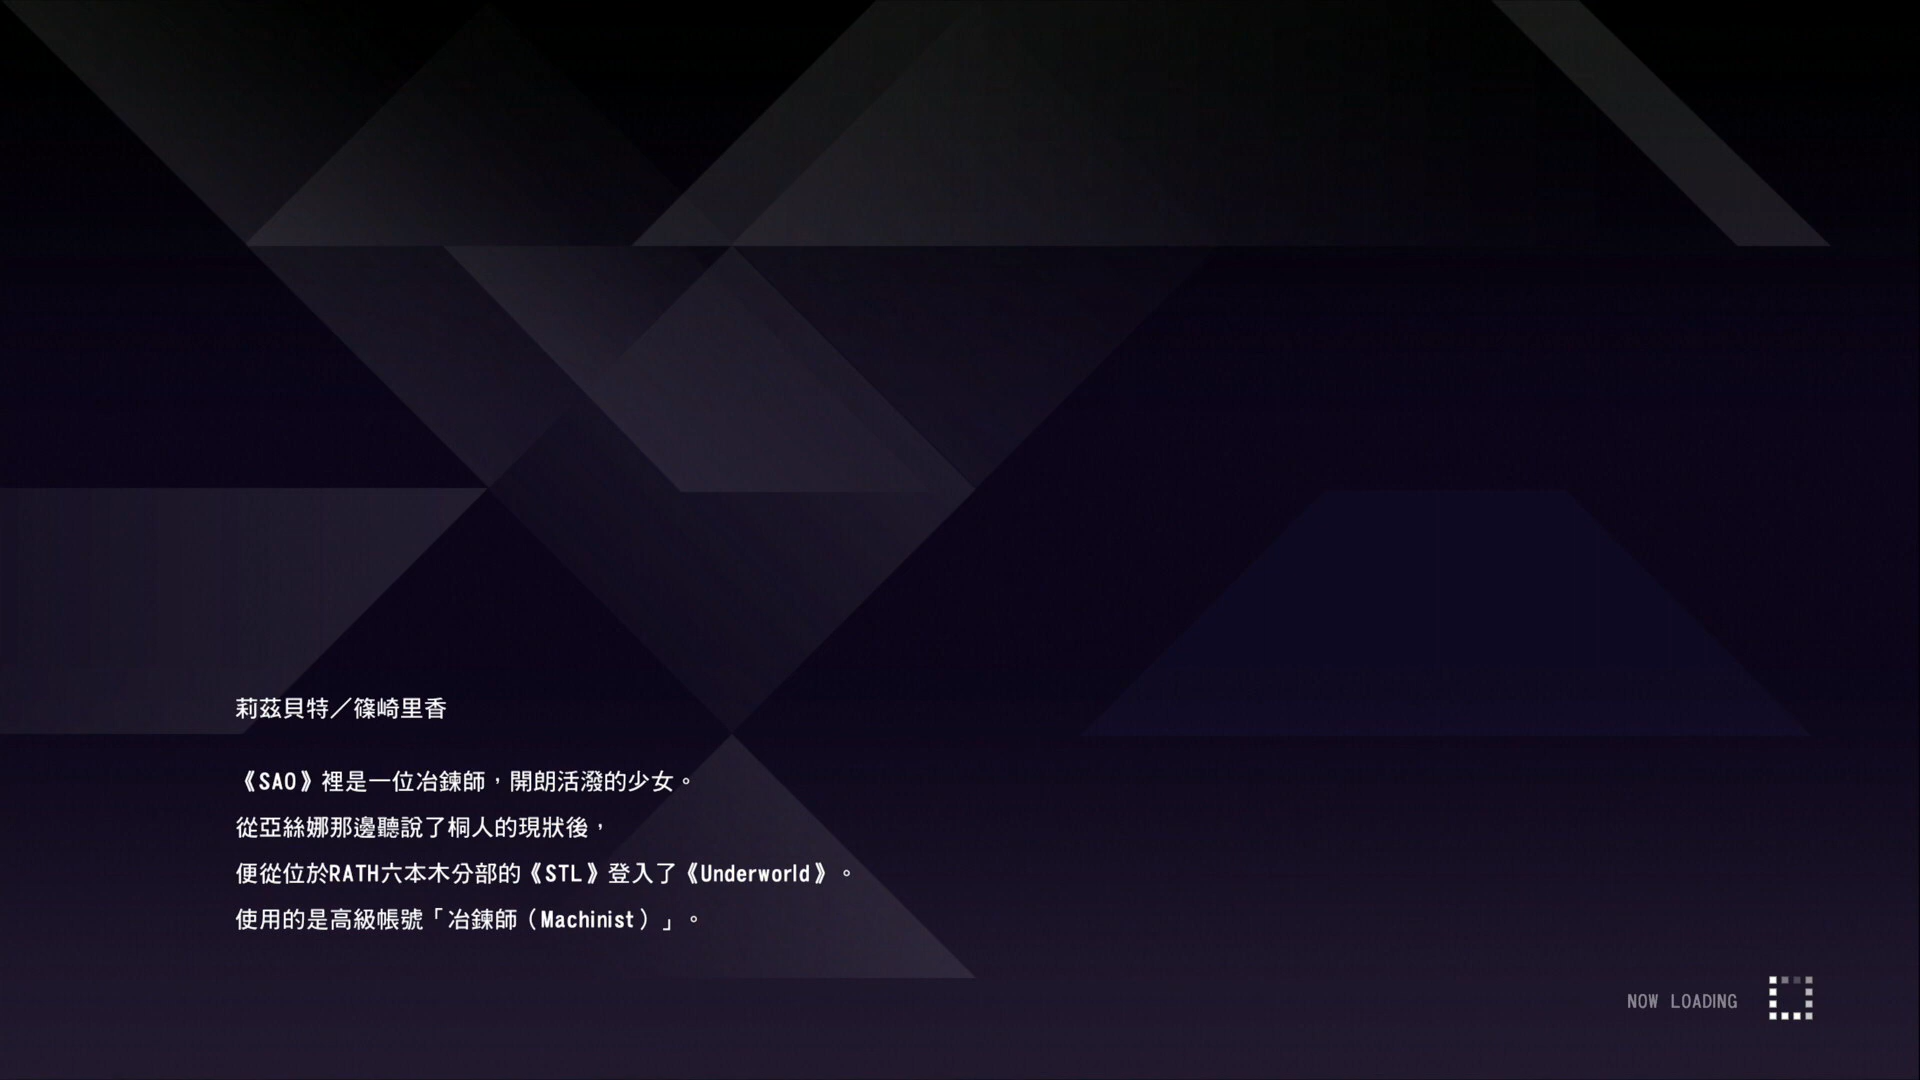 莉茲貝特／篠崎里香
《SAO》裡是一位冶鍊師，開朗活潑的少女。
從亞絲娜那邊聽說了桐人的現狀後，
便從位於RATH六本木分部的《STL》登入了《Underworld》。
使用的是高級帳號「冶鍊師（Machinist）」。
NOW LOADING